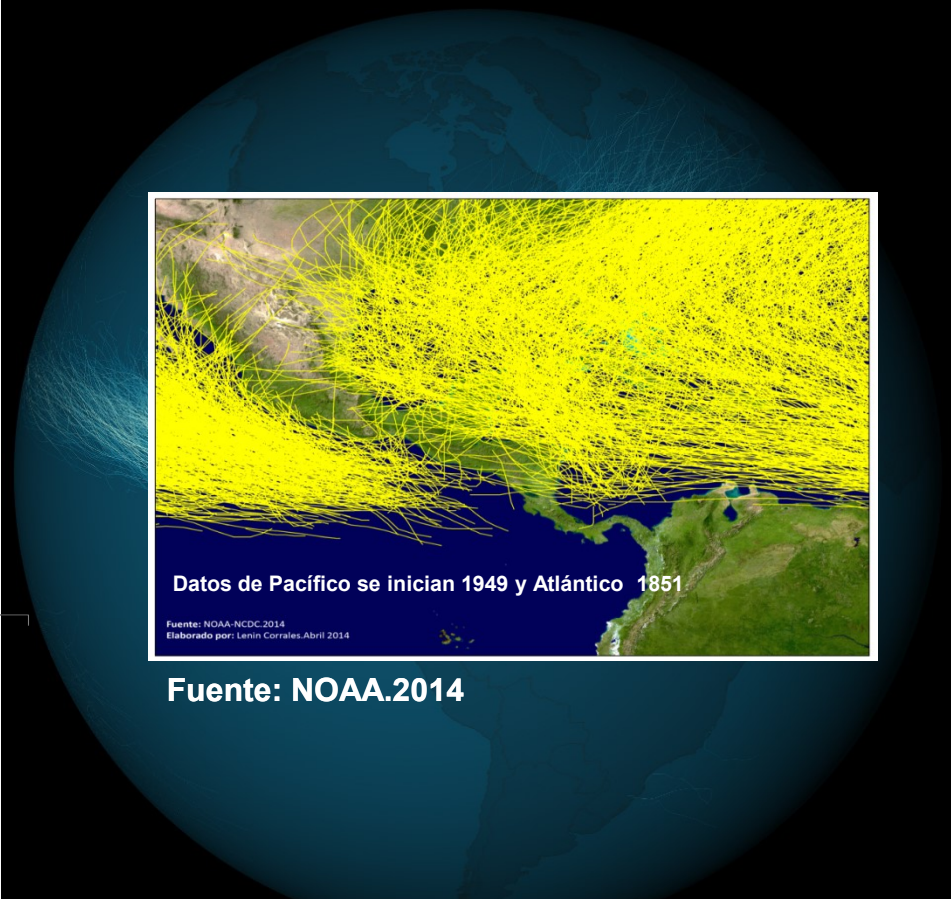 Datos de Pacífico se inician 1949 y Atlántico  1851
Fuente: NOAA-NCDC.2014
Elaborado por: Lenin Corrales.Abril 2014
Fuente: NOAA.2014